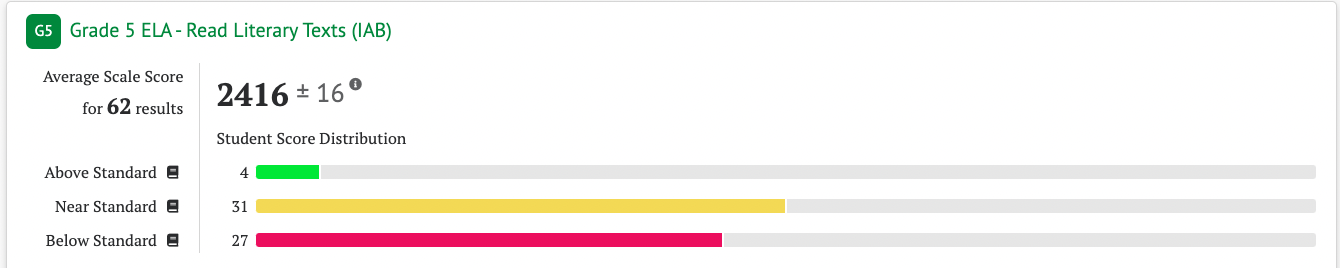 G5 Grade 5 ELA - Read Literary Texts (IAB)
Average Scale Score
for 62 results
2416 ± 16
Student Score Distribution
Above Standard 4
Near Standard 31
Below Standard 27